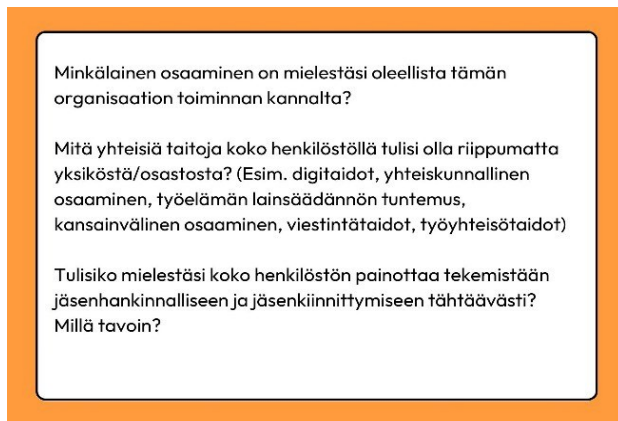 Minkälainen osaaminen on mielestäsi oleellista tämän
organisaation toiminnan kannalta?
Mitä yhteisiä taitoja koko henkilöstöllä tulisi olla riippumatta
yksiköstä/osastosta? (Esim. digitaidot, yhteiskunnallinen
osaaminen, työelämän lainsäädännön tuntemus,
kansainvälinen osaaminen, viestintätaidot, työyhteisötaidot)
Tulisiko mielestäsi koko henkilöstön painottaa tekemistään
jäsenhankinnalliseen ja jäsenkiinnittymiseen tähtäävästi?
Millä tavoin?